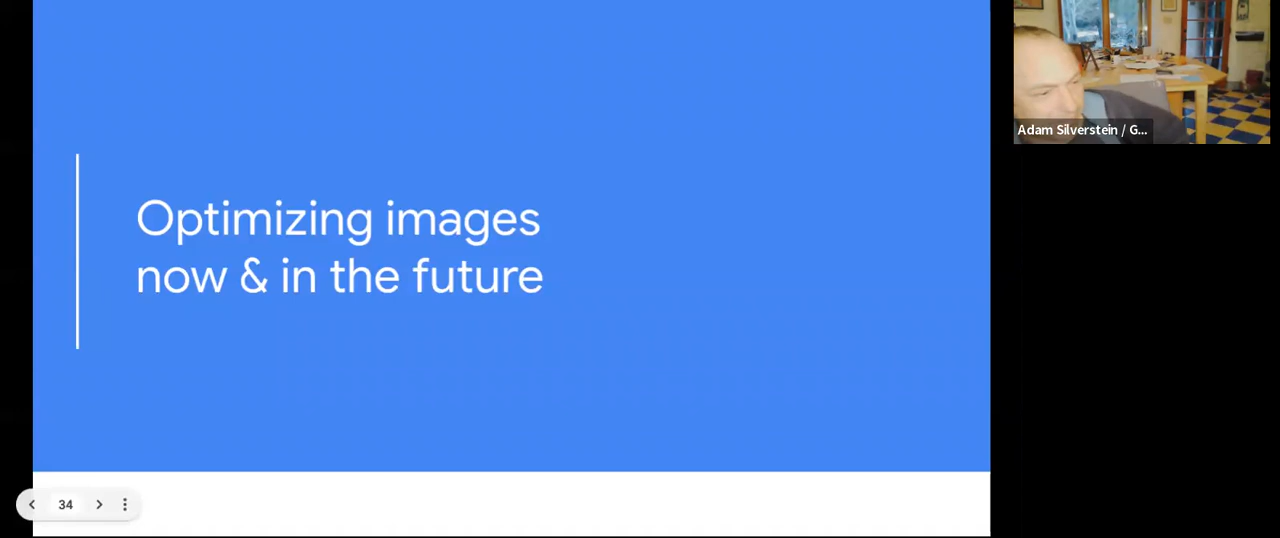 Optimizing images
now & in the future
Adam Silverstein / G...
34